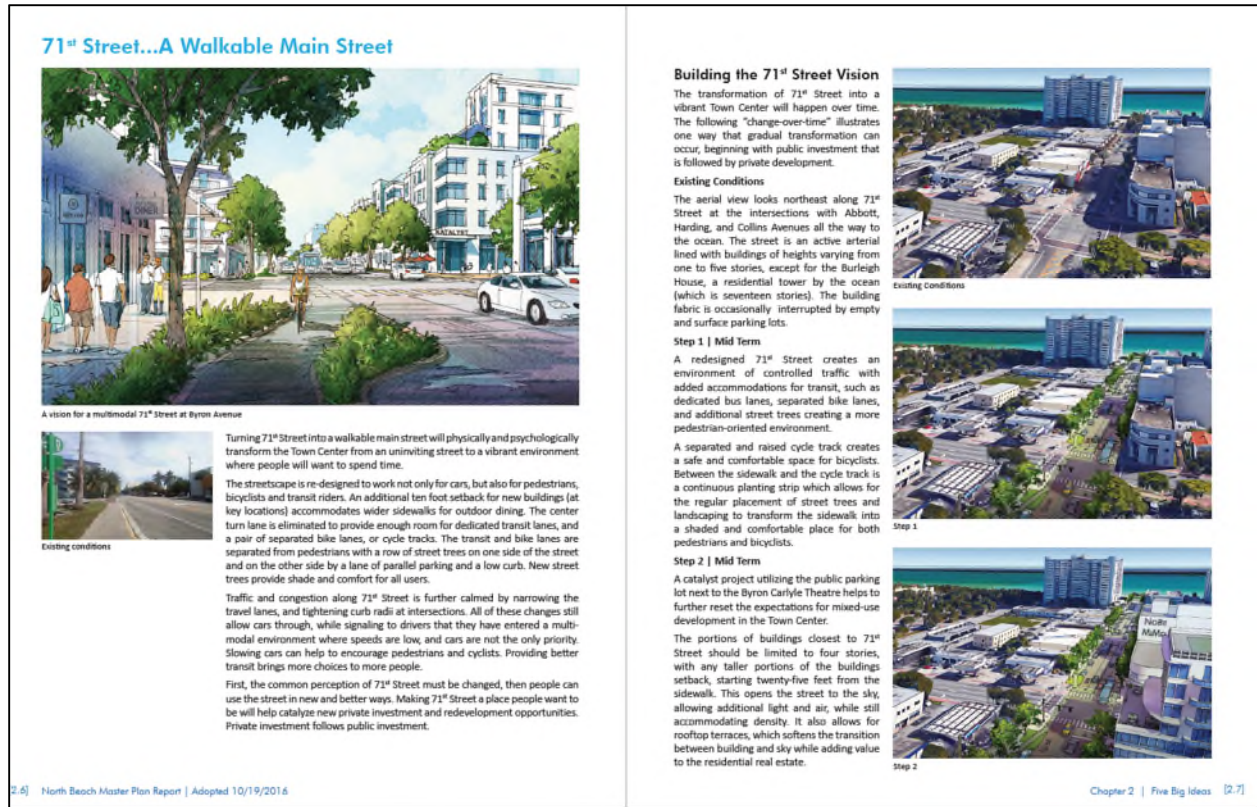 71st Street...A Walkable Main Street
KATALYST
A vision for a multimodal 71st Street at Byron Avenue
Existing conditions
Turning 71st Street into a walkable main street will physically and psychologically
transform the Town Center from an uninviting street to a vibrant environment
where people will want to spend time.
The streetscape is re-designed to work not only for cars, but also for pedestrians,
bicyclists and transit riders. An additional ten foot setback for new buildings (at
key locations) accommodates wider sidewalks for outdoor dining. The center
turn lane is eliminated to provide enough room for dedicated transit lanes, and
a pair of separated bike lanes, or cycle tracks. The transit and bike lanes are
separated from pedestrians with a row of street trees on one side of the street
and on the other side by a lane of parallel parking and a low curb. New street
trees provide shade and comfort for all users.
Traffic and congestion along 71st Street is further calmed by narrowing the
travel lanes, and tightening curb radii at intersections. All of these changes still
allow cars through, while signaling to drivers that they have entered a multi-
modal environment where speeds are low, and cars are not the only priority.
Slowing cars can help to encourage pedestrians and cyclists. Providing better
transit brings more choices to more people.
First, the common perception of 71st Street must be changed, then people can
use the street in new and better ways. Making 71st Street a place people want to
be will help catalyze new private investment and redevelopment opportunities.
Private investment follows public investment.
[2.6] North Beach Master Plan Report | Adopted 10/19/2016
Building the 71st Street Vision
The transformation of 71st Street into a
vibrant Town Center will happen over time.
The following "change-over-time" illustrates
one way that gradual transformation can
occur, beginning with public investment that
is followed by private development.
Existing Conditions
The aerial view looks northeast along 71st
Street at the intersections with Abbott,
Harding, and Collins Avenues all the way to
the ocean. The street is an active arterial
lined with buildings of heights varying from
one to five stories, except for the Burleigh
House, a residential tower by the ocean
(which is seventeen stories). The building
fabric is occasionally interrupted by empty
and surface parking lots.
Step 1 | Mid Term
A redesigned 71st Street creates an
environment of controlled traffic with
added accommodations for transit, such as
dedicated bus lanes, separated bike lanes,
and additional street trees creating a more
pedestrian-oriented environment.
A separated and raised cycle track creates
a safe and comfortable space for bicyclists.
Between the sidewalk and the cycle track is
a continuous planting strip which allows for
the regular placement of street trees and
landscaping to transform the sidewalk into
a shaded and comfortable place for both
pedestrians and bicyclists.
Step 2 | Mid Term
A catalyst project utilizing the public parking
lot next to the Byron Carlyle Theatre helps to
further reset the expectations for mixed-use
development in the Town Center.
The portions of buildings closest to 71st
Street should be limited to four stories,
with any taller portions of the buildings
setback, starting twenty-five feet from the
sidewalk. This opens the street to the sky,
allowing additional light and air, while still
accommodating density. It also allows for
rooftop terraces, which softens the transition
between building and sky while adding value
to the residential real estate.
Existing Conditions
Step 1
Step 2
Chapter 2 | Five Big Ideas [2.7]